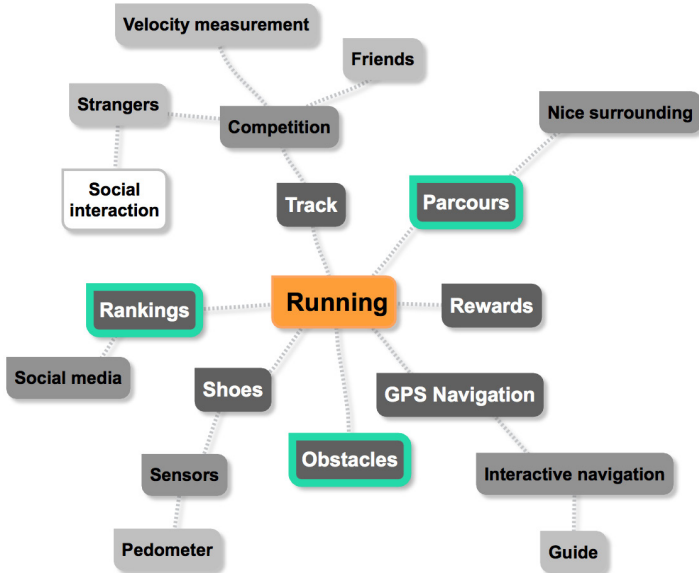 Velocity measurement
Friends
Strangers
Nice surrounding
Competition
Social
interaction
Track
Parcours
Running
Rankings
Rewards
Social media
Shoes
GPS Navigation
Obstacles
Sensors
Interactive navigation
Pedometer
Guide